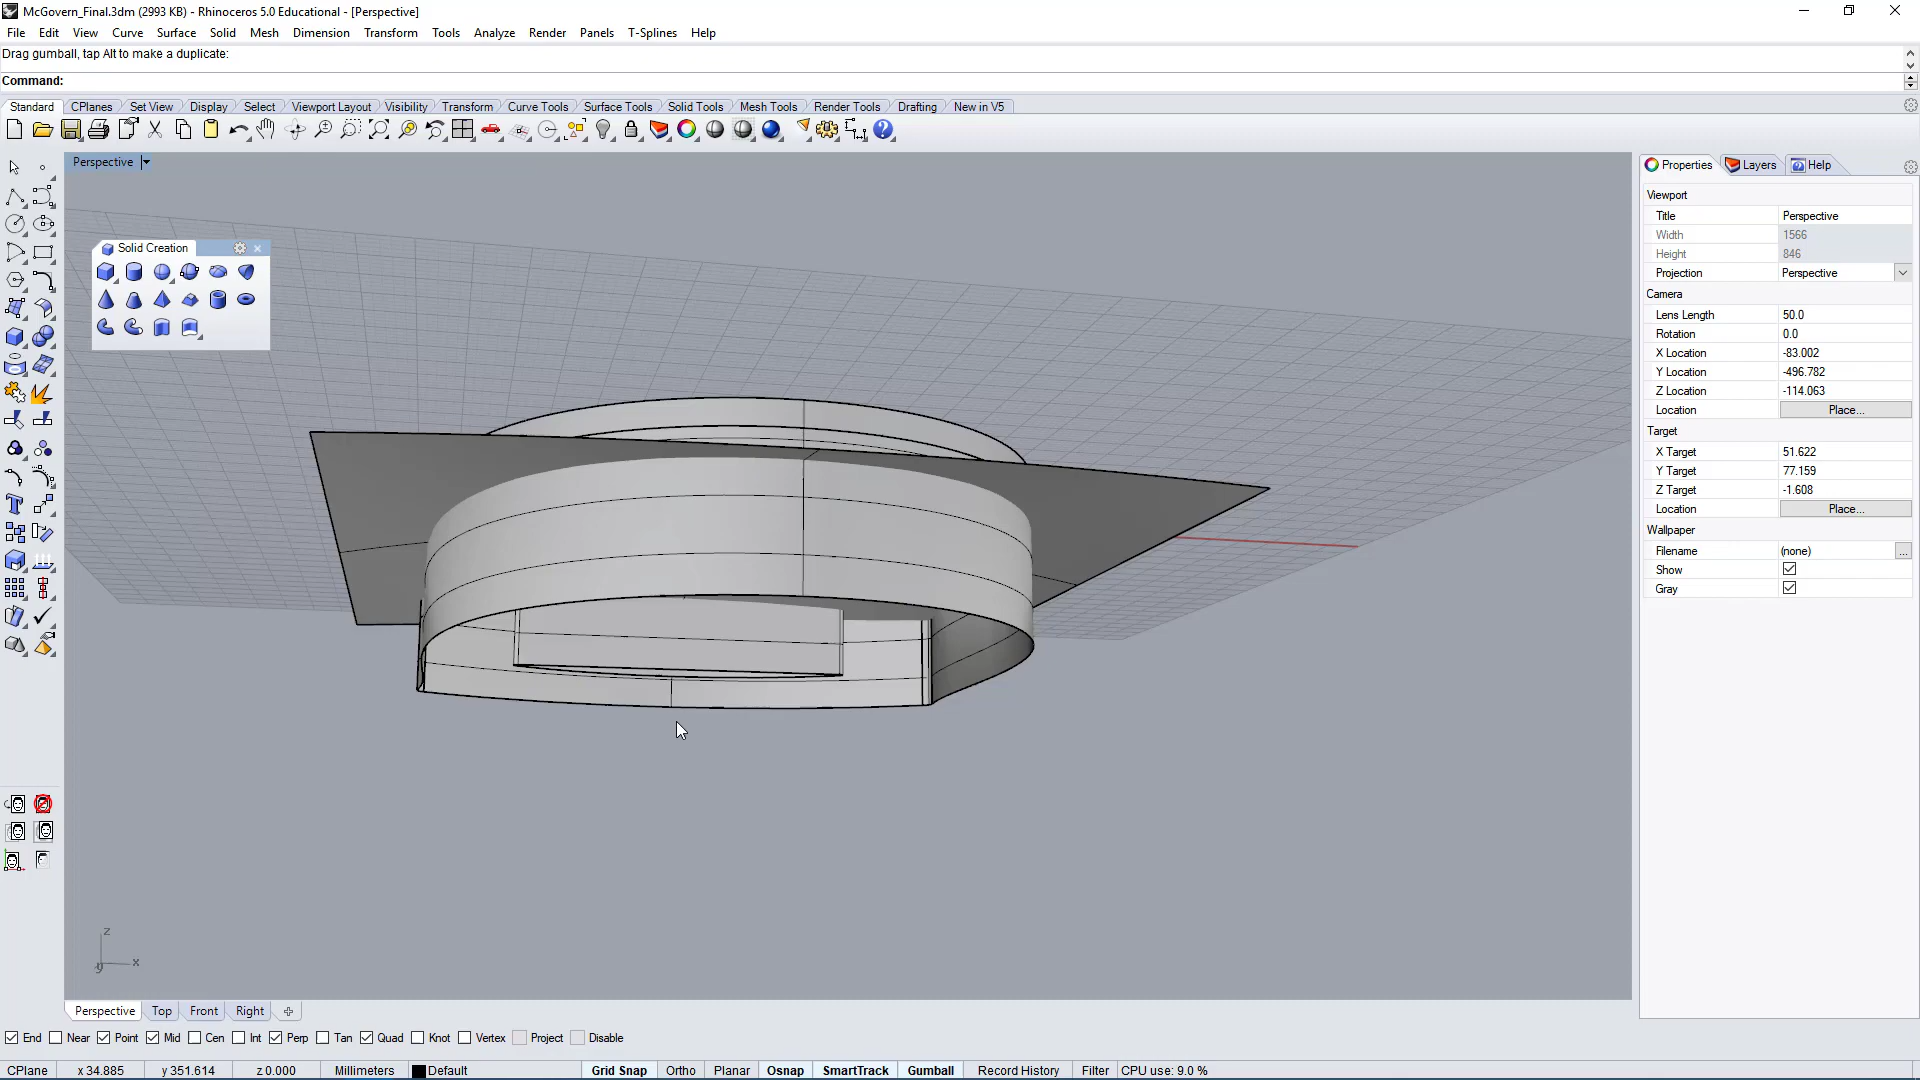 McGovern_Final.3dm (2993 KB) - Rhinoceros 5.0 Educational - [Perspective]
File Edit View Curve Surface Solid Mesh Dimension Transform Tools Analyze Render Panels T-Splines Help
Drag gumball, tap Alt to make a duplicate:
Command:
Standard CPlanes Set View Display Select Viewport Layout Visibility Transform Curve Tools Surface Tools Solid Tools Mesh Tools Render Tools Drafting New in V5
Perspective
Solid Creation
Properties Layers Help
Viewport
Title Perspective
Width 1566
Height 846
Projection Perspective
Camera
Lens Length 50.0
Rotation 0.0
X Location -83.002
Y Location -496.782
Z Location -114.063
Location Place...
Target
X Target 51.622
Y Target 77.159
Z Target -1.608
Location Place...
Wallpaper
Filename (none) ...
Show
Gray
z
y x
Perspective Top Front Right
End Near Point Mid Cen Int Perp Tan Quad Knot Vertex Project Disable
CPlane x 34.885 y 351.614 z 0.000 Millimeters Default Grid Snap Ortho Planar Osnap SmartTrack Gumball Record History Filter CPU use: 9.0 %